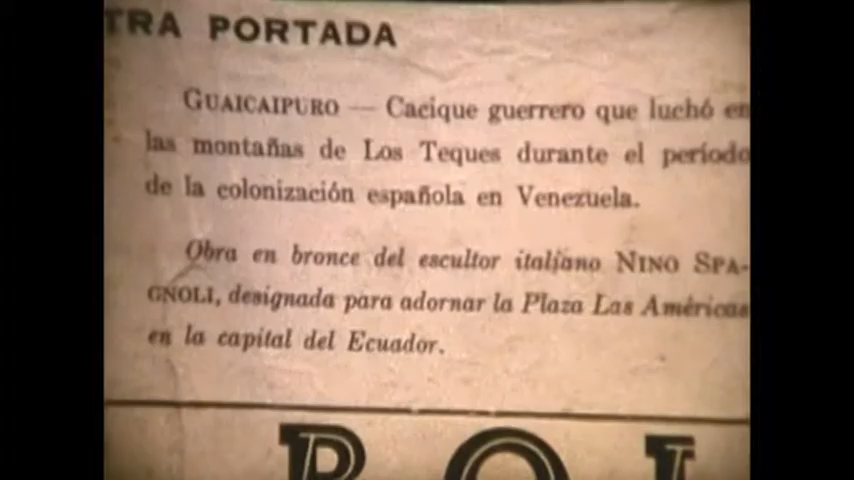 TRA PORTADA
GUAICAIPURO — Cacique guerrero que luchó en
las montañas de Los Teques durante el período
de la colonización española en Venezuela.
Obra en bronce del escultor italiano NINO SPA-
GNOLI, designada para adornar la Plaza Las Américas
en la capital del Ecuador.